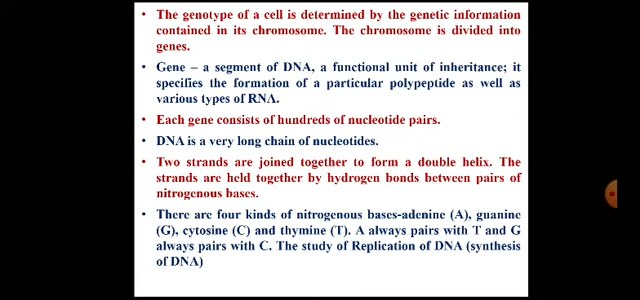 • The genotype of a cell is determined by the genetic information
contained in its chromosome. The chromosome is divided into
genes.
• Gene – a segment of DNA, a functional unit of inheritance; it
specifies the formation of a particular polypeptide as well as
various types of RNA.
• Each gene consists of hundreds of nucleotide pairs.
• DNA is a very long chain of nucleotides.
• Two strands are joined together to form a double helix. The
strands are held together by hydrogen bonds between pairs of
nitrogenous bases.
• There are four kinds of nitrogenous bases-adenine (A), guanine
(G), cytosine (C) and thymine (T). A always pairs with T and G
always pairs with C. The study of Replication of DNA (synthesis
of DNA)